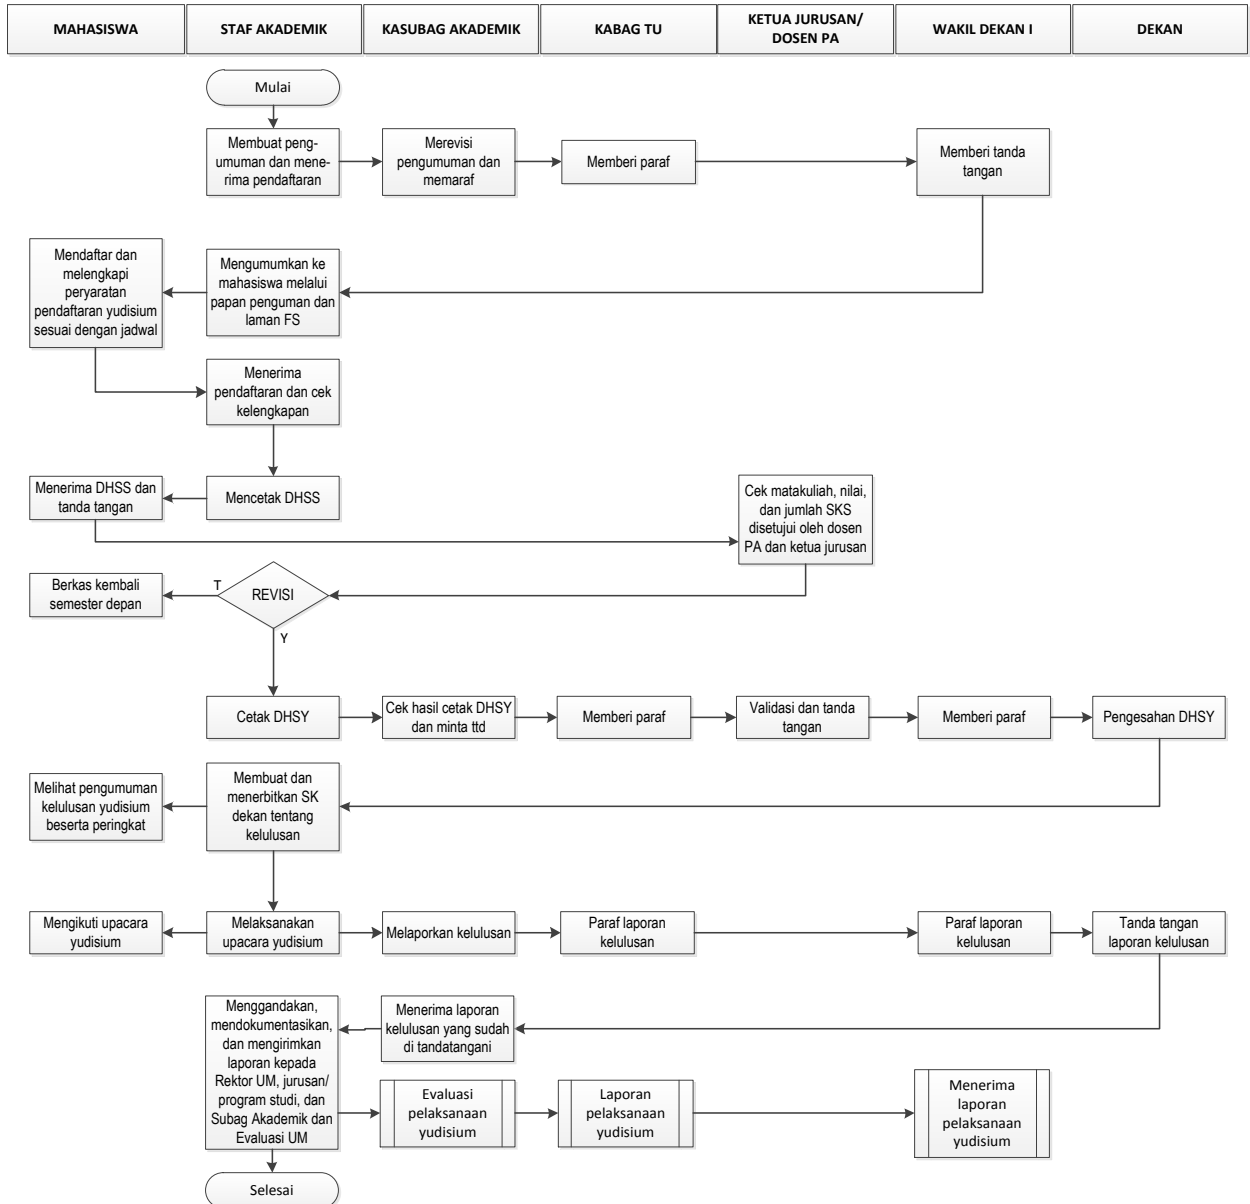 MAHASISWA
STAF AKADEMIK
KASUBAG AKADEMIK
KABAG TU
KETUA JURUSAN/
DOSEN PA
WAKIL DEKAN I
DEKAN
Mulai
Membuat peng-
umuman dan mene-
rima pendaftaran
Merevisi
pengumuman dan
memaraf
Memberi paraf
Memberi tanda
tangan
Mendaftar dan
melengkapi
peryaratan
pendaftaran yudisium
sesuai dengan jadwal
Mengumumkan ke
mahasiswa melalui
papan penguman dan
laman FS
Menerima
pendaftaran dan cek
kelengkapan
Menerima DHSS dan
tanda tangan
Mencetak DHSS
Cek matakuliah, nilai,
dan jumlah SKS
disetujui oleh dosen
PA dan ketua jurusan
Berkas kembali
semester depan
T
REVISI
Y
Cetak DHSY
Cek hasil cetak DHSY
dan minta ttd
Memberi paraf
Validasi dan tanda
tangan
Memberi paraf
Pengesahan DHSY
Melihat pengumuman
kelulusan yudisium
beserta peringkat
Membuat dan
menerbitkan SK
dekan tentang
kelulusan
Mengikuti upacara
yudisium
Melaksanakan
upacara yudisium
Melaporkan kelulusan
Paraf laporan
kelulusan
Paraf laporan
kelulusan
Tanda tangan
laporan kelulusan
Menggandakan,
mendokumentasikan,
dan mengirimkan
laporan kepada
Rektor UM, jurusan/
program studi, dan
Subag Akademik dan
Evaluasi UM
Menerima laporan
kelulusan yang sudah
di tandatangani
Evaluasi
pelaksanaan
yudisium
Laporan
pelaksanaan
yudisium
Menerima
laporan
pelaksanaan
yudisium
Selesai